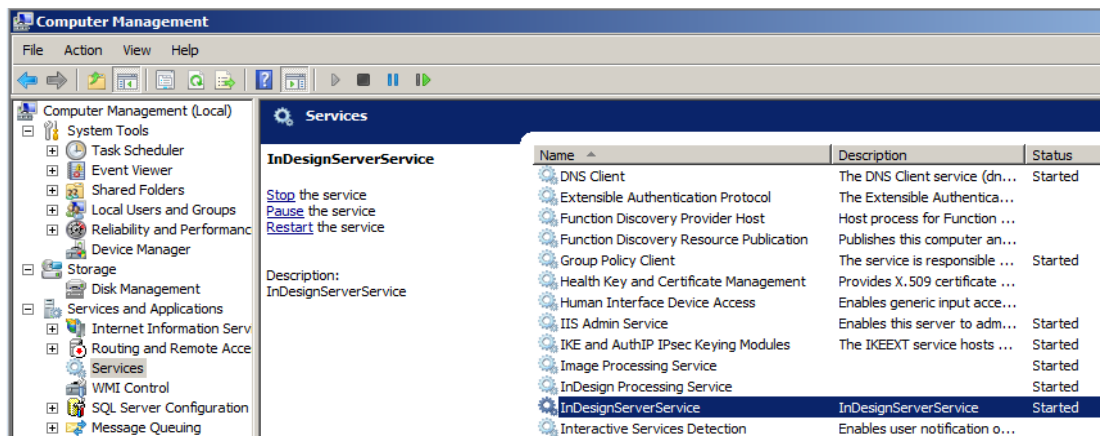 Computer Management
File Action View Help
Computer Management (Local)
System Tools
Task Scheduler
Event Viewer
Shared Folders
Local Users and Groups
Reliability and Performanc
Device Manager
Storage
Disk Management
Services and Applications
Internet Information Serv
Routing and Remote Acce
Services
WMI Control
SQL Server Configuration
Message Queuing
Services
InDesignServerService
Stop the service
Pause the service
Restart the service
Description:
InDesignServerService
Name Description Status
DNS Client The DNS Client service (dn... Started
Extensible Authentication Protocol The Extensible Authentica...
Function Discovery Provider Host Host process for Function ...
Function Discovery Resource Publication Publishes this computer an...
Group Policy Client The service is responsible ... Started
Health Key and Certificate Management Provides X.509 certificate ...
Human Interface Device Access Enables generic input acce...
IIS Admin Service Enables this server to adm... Started
IKE and AuthIP IPsec Keying Modules The IKEEXT service hosts ... Started
Image Processing Service Started
InDesign Processing Service Started
InDesignServerService InDesignServerService Started
Interactive Services Detection Enables user notification o...